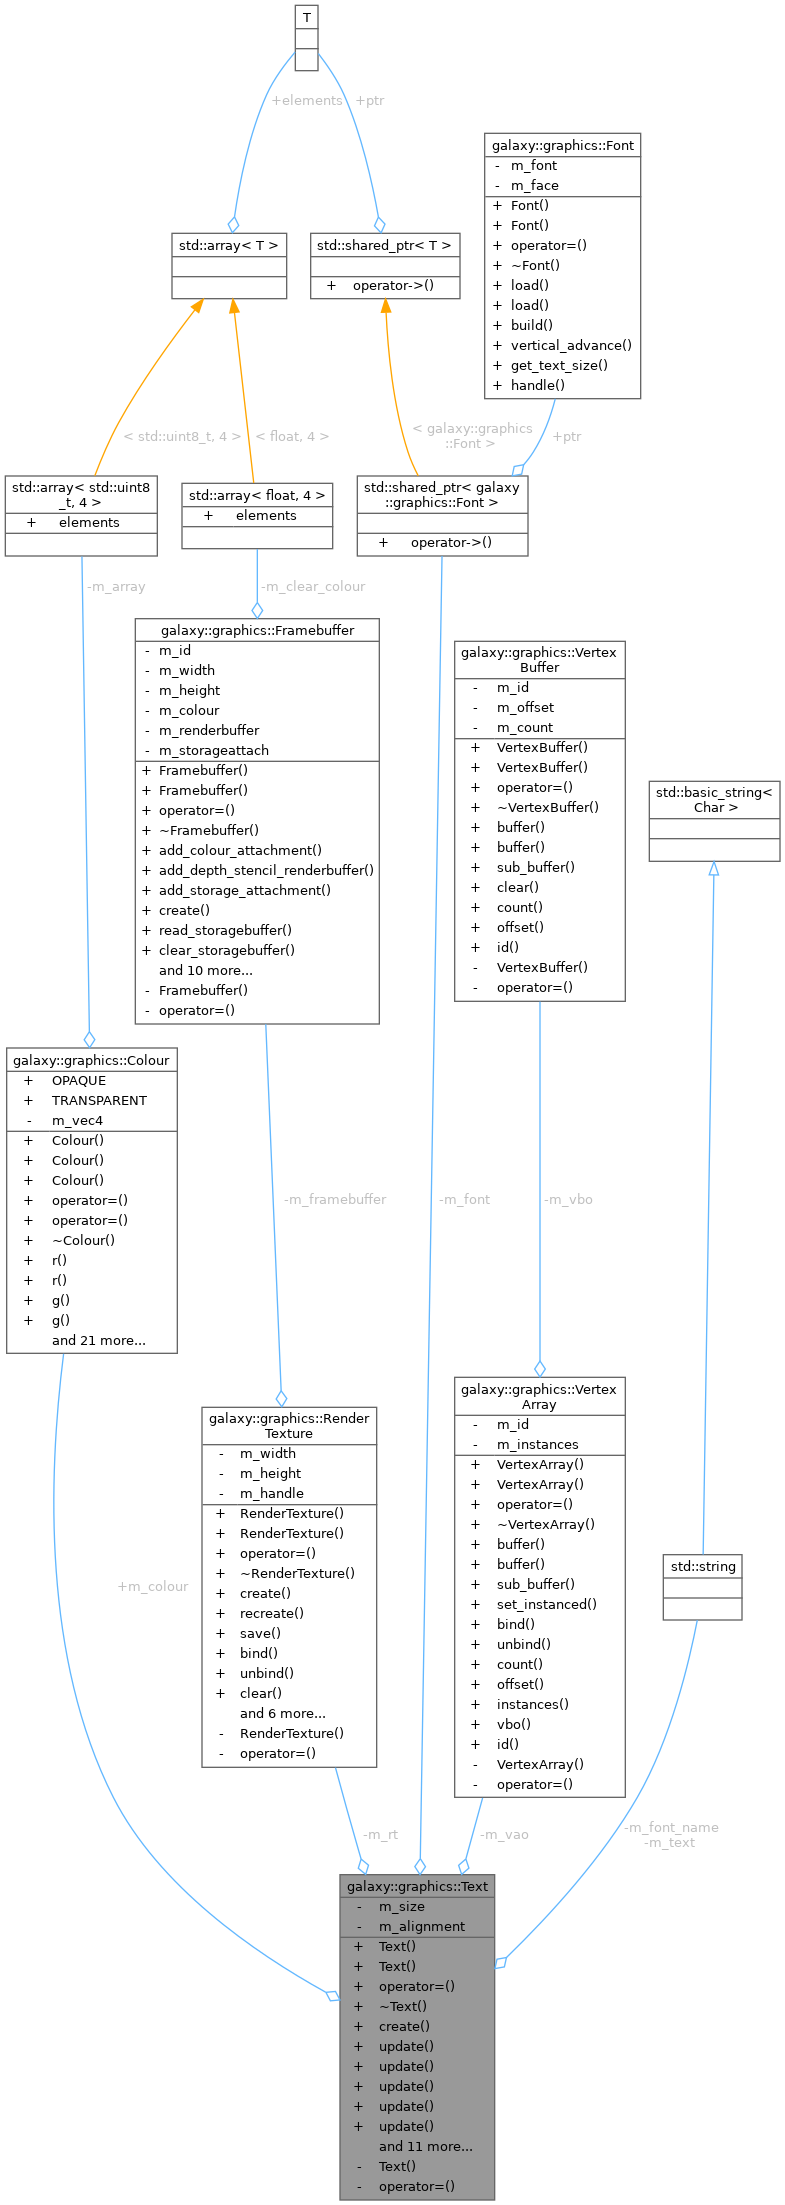 T
+elements
+ptr
galaxy::graphics::Font
- m_font
- m_face
+ Font()
+ Font()
+ operator=()
+ ~Font()
+ load()
+ load()
+ build()
+ vertical_advance()
+ get_text_size()
+ handle()
std::array< T >
std::shared_ptr< T >
+ operator->()
< std::uint8_t, 4 >
< float, 4 >
< galaxy::graphics
::Font >
+ptr
std::array< std::uint8
_t, 4 >
+ elements
std::array< float, 4 >
+ elements
std::shared_ptr< galaxy
::graphics::Font >
+ operator->()
-m_array
-m_clear_colour
galaxy::graphics::Framebuffer
- m_id
- m_width
- m_height
- m_colour
- m_renderbuffer
- m_storageattach
+ Framebuffer()
+ Framebuffer()
+ operator=()
+ ~Framebuffer()
+ add_colour_attachment()
+ add_depth_stencil_renderbuffer()
+ add_storage_attachment()
+ create()
+ read_storagebuffer()
+ clear_storagebuffer()
and 10 more...
- Framebuffer()
- operator=()
galaxy::graphics::Vertex
Buffer
- m_id
- m_offset
- m_count
+ VertexBuffer()
+ VertexBuffer()
+ operator=()
+ ~VertexBuffer()
+ buffer()
+ buffer()
+ sub_buffer()
+ clear()
+ count()
+ offset()
+ id()
- VertexBuffer()
- operator=()
std::basic_string<
Char >
galaxy::graphics::Colour
+ OPAQUE
+ TRANSPARENT
- m_vec4
+ Colour()
+ Colour()
+ Colour()
+ operator=()
+ operator=()
+ ~Colour()
+ r()
+ r()
+ g()
+ g()
and 21 more...
-m_framebuffer
-m_font
-m_vbo
galaxy::graphics::Render
Texture
- m_width
- m_height
- m_handle
+ RenderTexture()
+ RenderTexture()
+ operator=()
+ ~RenderTexture()
+ create()
+ recreate()
+ save()
+ bind()
+ unbind()
+ clear()
and 6 more...
- RenderTexture()
- operator=()
galaxy::graphics::Vertex
Array
- m_id
- m_instances
+ VertexArray()
+ VertexArray()
+ operator=()
+ ~VertexArray()
+ buffer()
+ buffer()
+ sub_buffer()
+ set_instanced()
+ bind()
+ unbind()
+ count()
+ offset()
+ instances()
+ vbo()
+ id()
- VertexArray()
- operator=()
std::string
+m_colour
-m_rt
-m_vao
-m_font_name
-m_text
galaxy::graphics::Text
- m_size
- m_alignment
+ Text()
+ Text()
+ operator=()
+ ~Text()
+ create()
+ update()
+ update()
+ update()
+ update()
+ update()
and 11 more...
- Text()
- operator=()